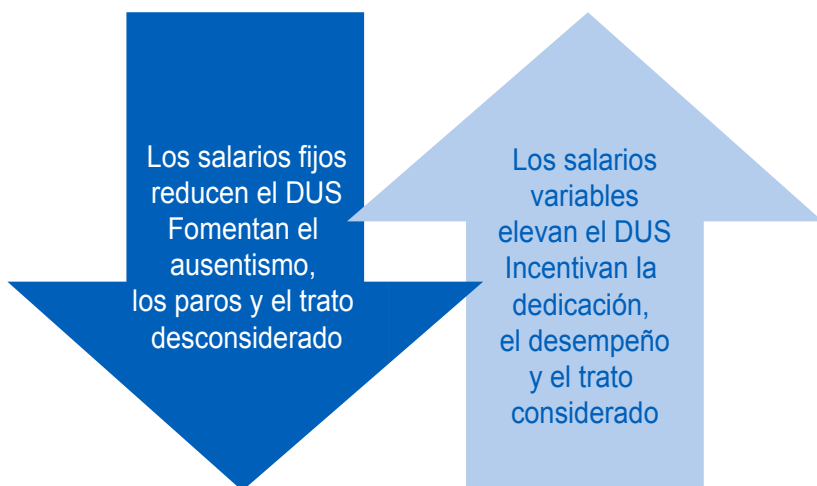 Los salarios fijos
reducen el DUS
Fomentan el
ausentismo,
los paros y el trato
desconsiderado
Los salarios
variables
elevan el DUS
Incentivan la
dedicación,
el desempeño
y el trato
considerado